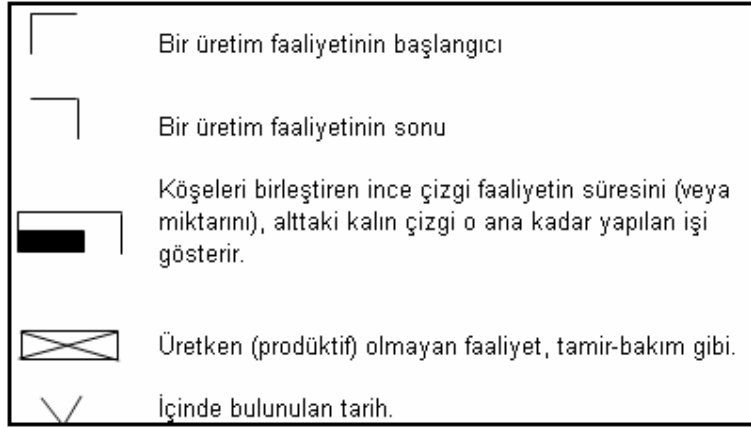 Bir üretim faaliyetinin başlangıcı
Bir üretim faaliyetinin sonu
Köşeleri birleştiren ince çizgi faaliyetin süresini (veya
miktarını), alttaki kalın çizgi o ana kadar yapılan işi
gösterir.
Üretken (prodüktif) olmayan faaliyet, tamir-bakım gibi.
İçinde bulunulan tarih.